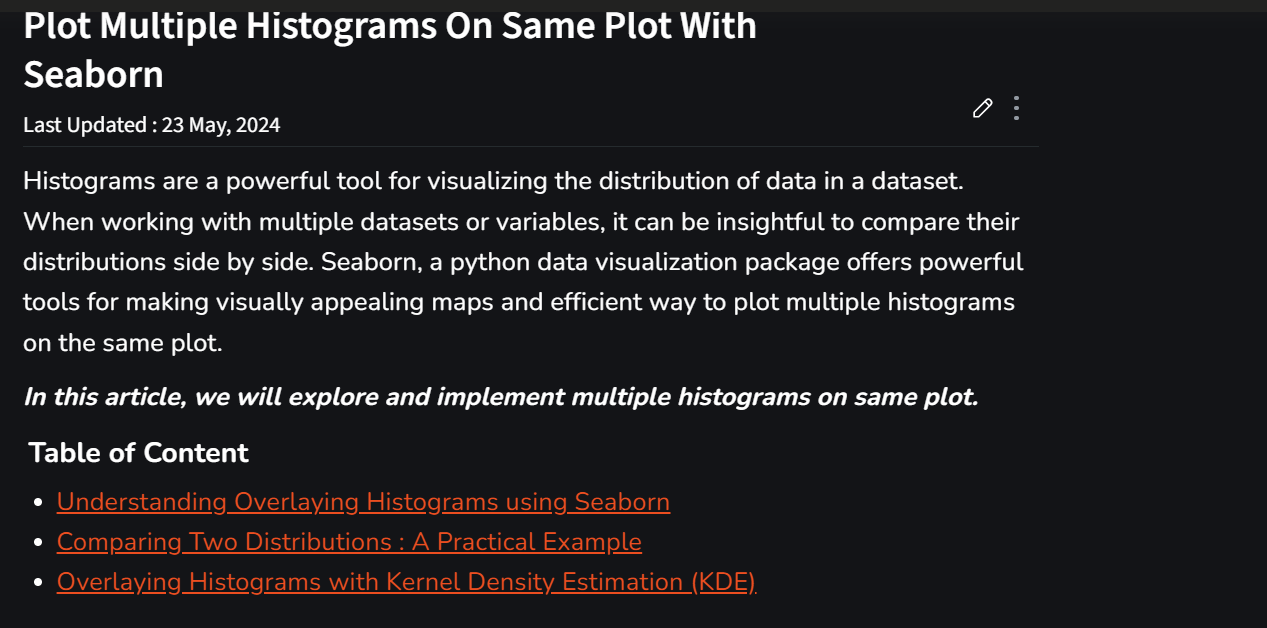 Plot Multiple Histograms On Same Plot With
Seaborn
Last Updated : 23 May, 2024
Histograms are a powerful tool for visualizing the distribution of data in a dataset.
When working with multiple datasets or variables, it can be insightful to compare their
distributions side by side. Seaborn, a python data visualization package offers powerful
tools for making visually appealing maps and efficient way to plot multiple histograms
on the same plot.
In this article, we will explore and implement multiple histograms on same plot.
Table of Content
Understanding Overlaying Histograms using Seaborn
Comparing Two Distributions : A Practical Example
Overlaying Histograms with Kernel Density Estimation (KDE)